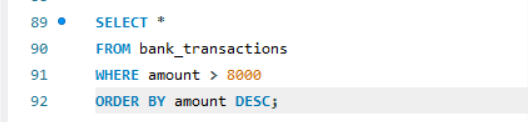 89 SELECT *
90 FROM bank_transactions
91 WHERE amount > 8000
92 ORDER BY amount DESC;